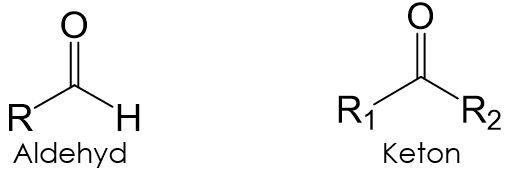 O O
R H R1 R2
Aldehyd Keton